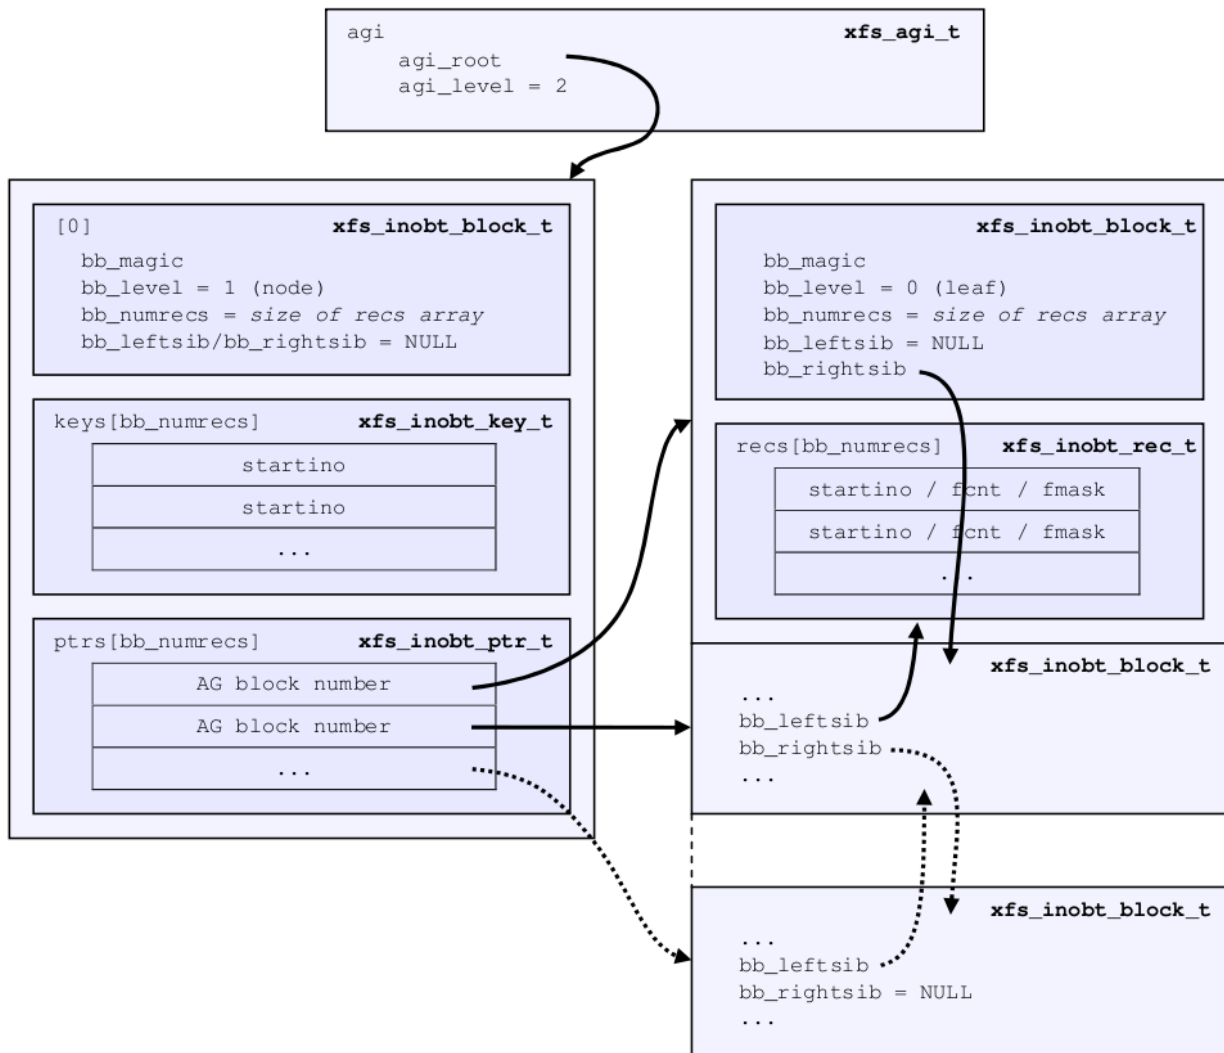 agi xfs_agi_t
agi_root
agi_level = 2
[0] xfs_inobt_block_t
bb_magic
bb_level = 1 (node)
bb_numrecs = size of recs array
bb_leftsib/bb_rightsib = NULL
keys[bb_numrecs] xfs_inobt_key_t
startino
startino
...
ptrs[bb_numrecs] xfs_inobt_ptr_t
AG block number
AG block number
...
xfs_inobt_block_t
bb_magic
bb_level = 0 (leaf)
bb_numrecs = size of recs array
bb_leftsib = NULL
bb_rightsib
recs[bb_numrecs] xfs_inobt_rec_t
startino / fcnt / fmask
startino / fcnt / fmask
...
xfs_inobt_block_t
...
bb_leftsib
bb_rightsib
...
xfs_inobt_block_t
...
bb_leftsib
bb_rightsib = NULL
...